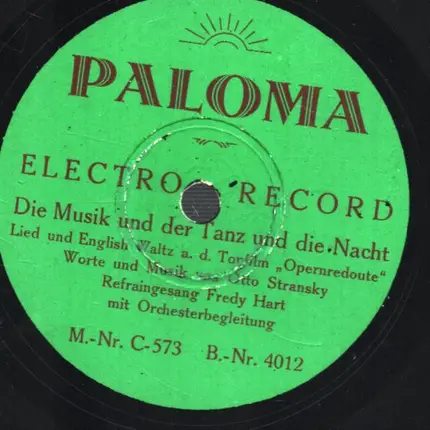 PALOMA
ELECTRO RECORD
Die Musik und der Tanz und die Nacht
Lied und English Waltz a. d. Tonfilm „Opernredoute“
Worte und Musik von Otto Stransky
Refraingesang Fredy Hart
mit Orchesterbegleitung
M.-Nr. C-573 B.-Nr. 4012